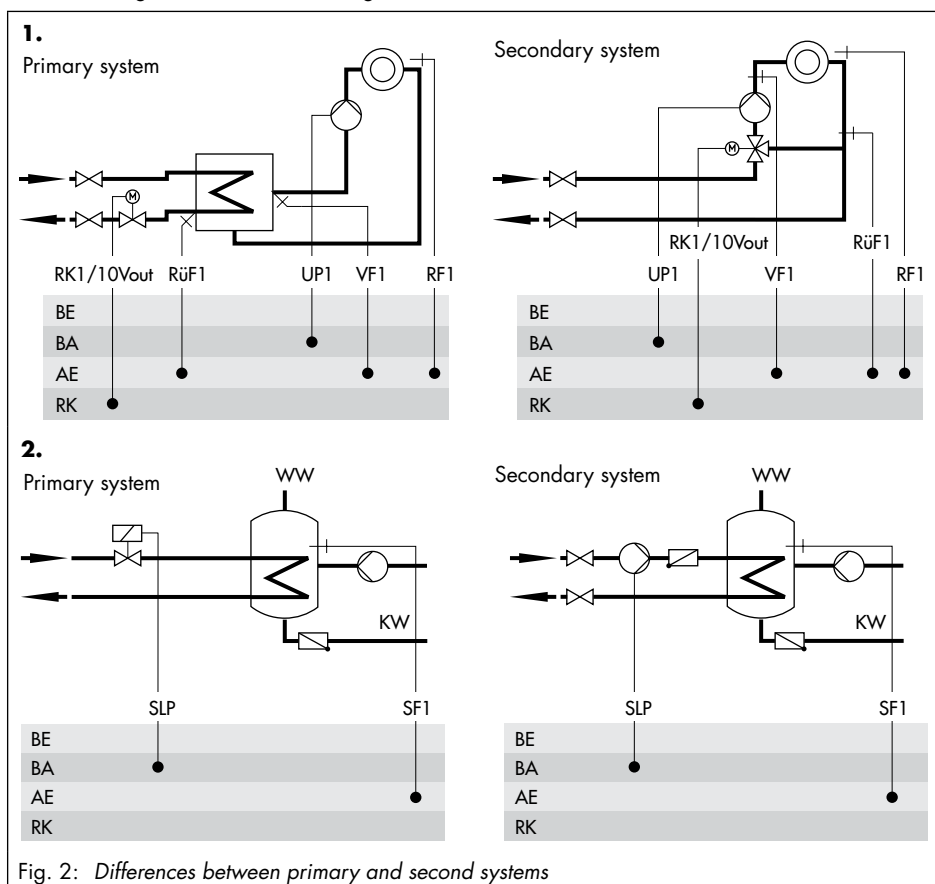 1.
Primary system
Secondary system
M
M
RK1/10Vout RüF1 UP1 VF1 RF1
RK1/10Vout RüF1
UP1 VF1 RF1
BE
BA
AE
RK
BE
BA
AE
RK
2.
Primary system
Secondary system
WW
WW
KW
KW
SLP SF1
SLP SF1
BE
BA
AE
RK
BE
BA
AE
RK
Fig. 2: Differences between primary and second systems